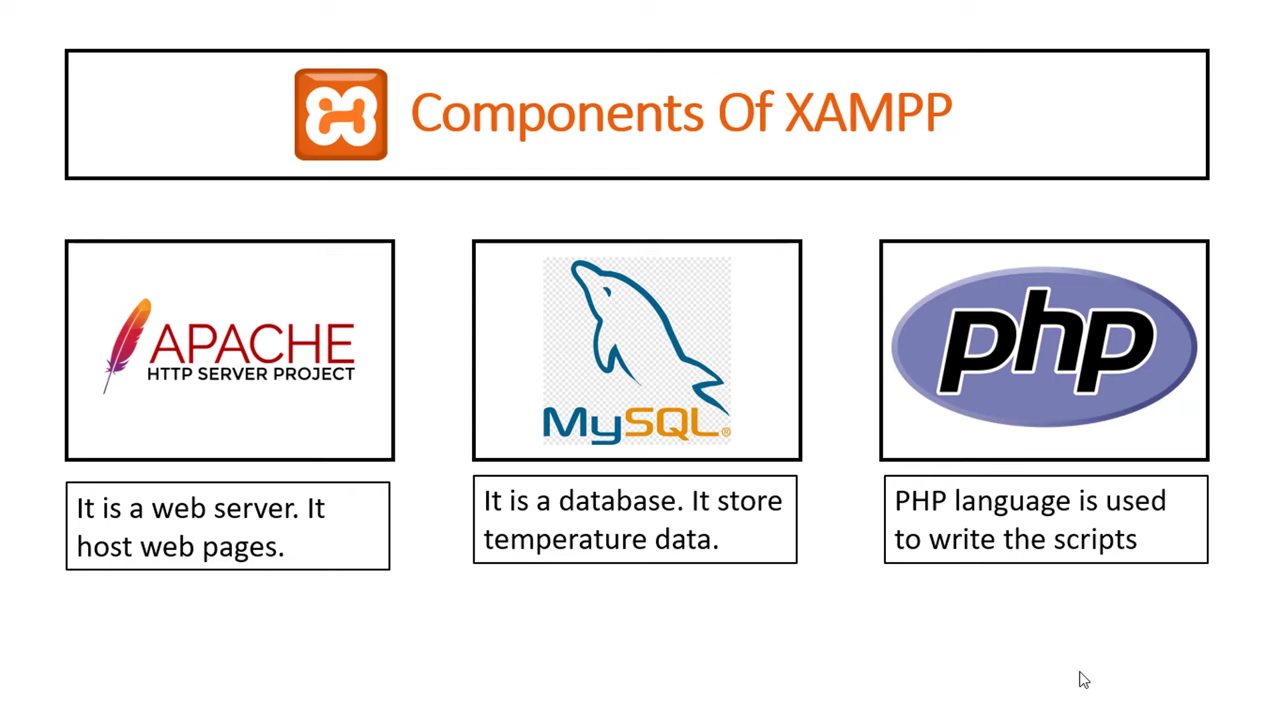 Components Of XAMPP
APACHE
HTTP SERVER PROJECT
MySQL®
php
It is a web server. It
host web pages.
It is a database. It store
temperature data.
PHP language is used
to write the scripts